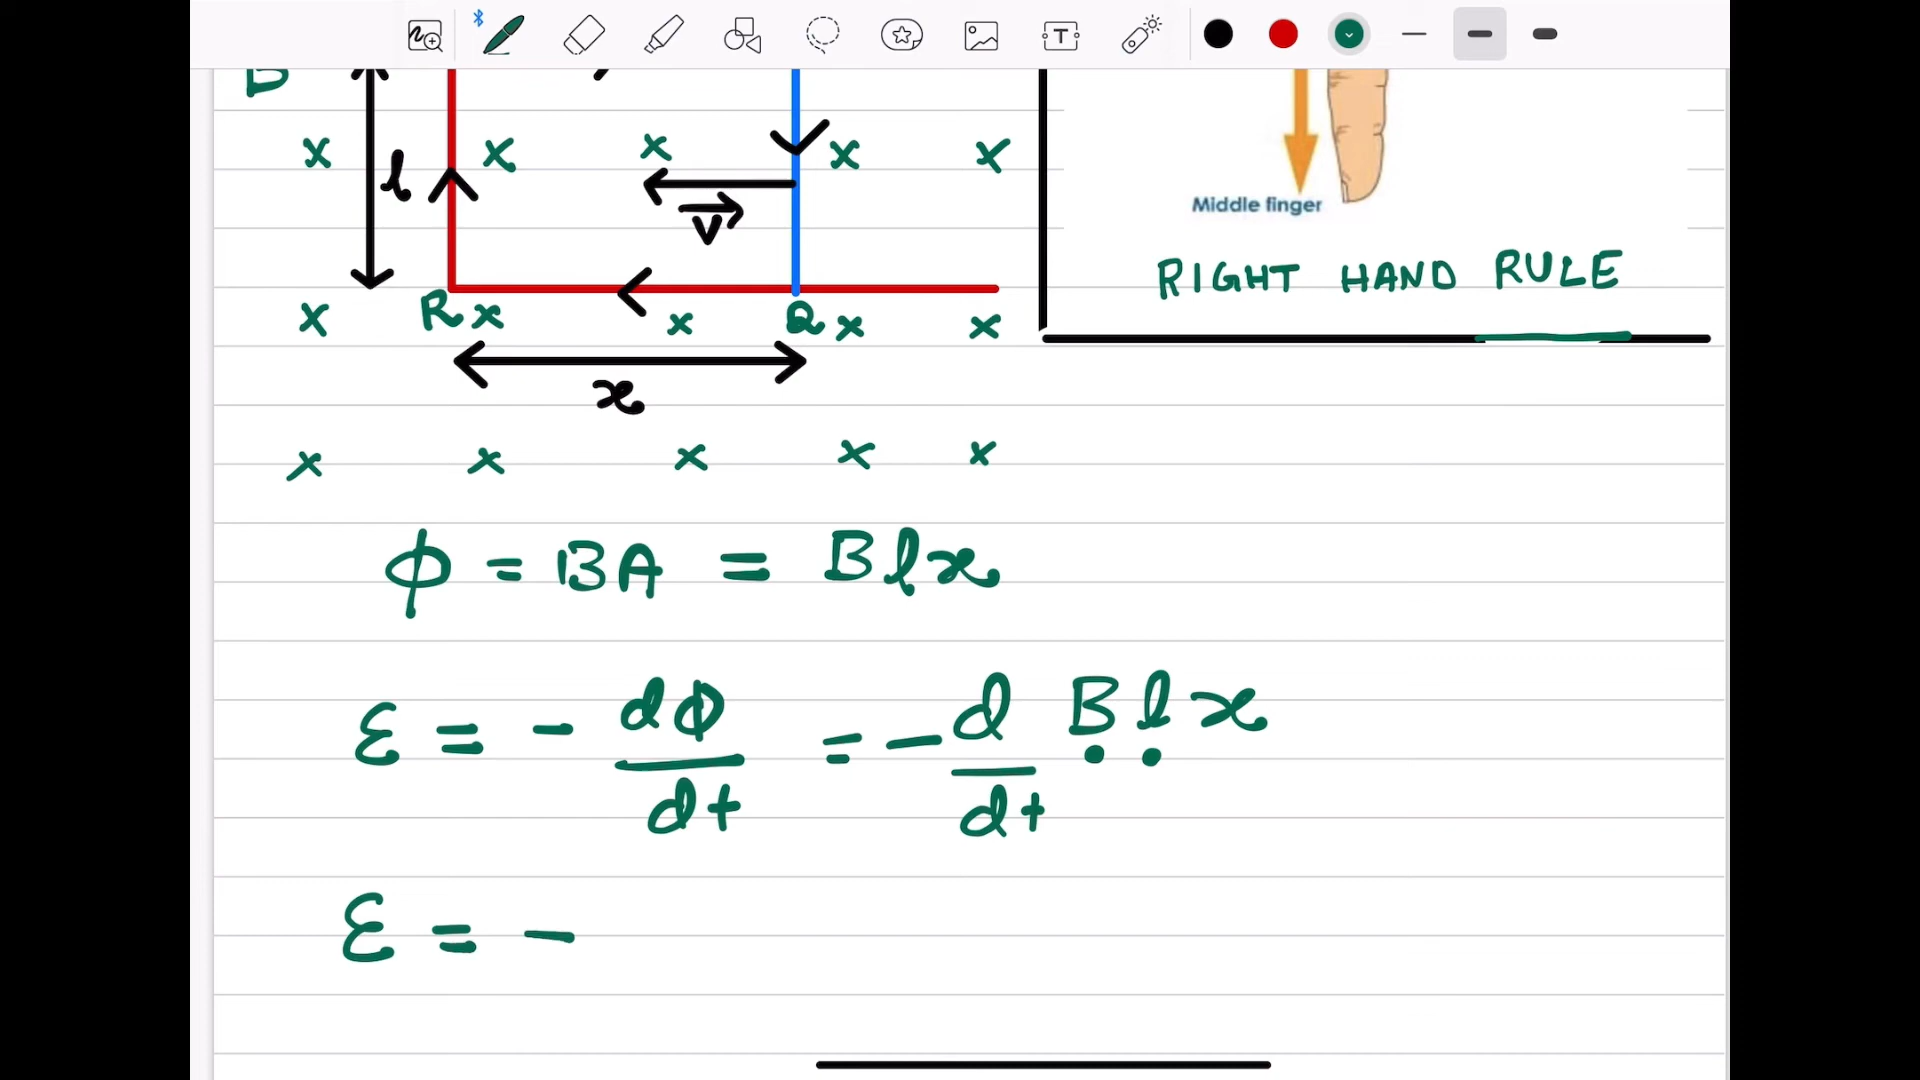 B
x l x x x x
v
Middle finger
RIGHT HAND RULE
x R x x Q x x
x
x x x x x
ϕ = BA = Blx
ε = - dϕ/dt = - d/dt Blx
ε = -